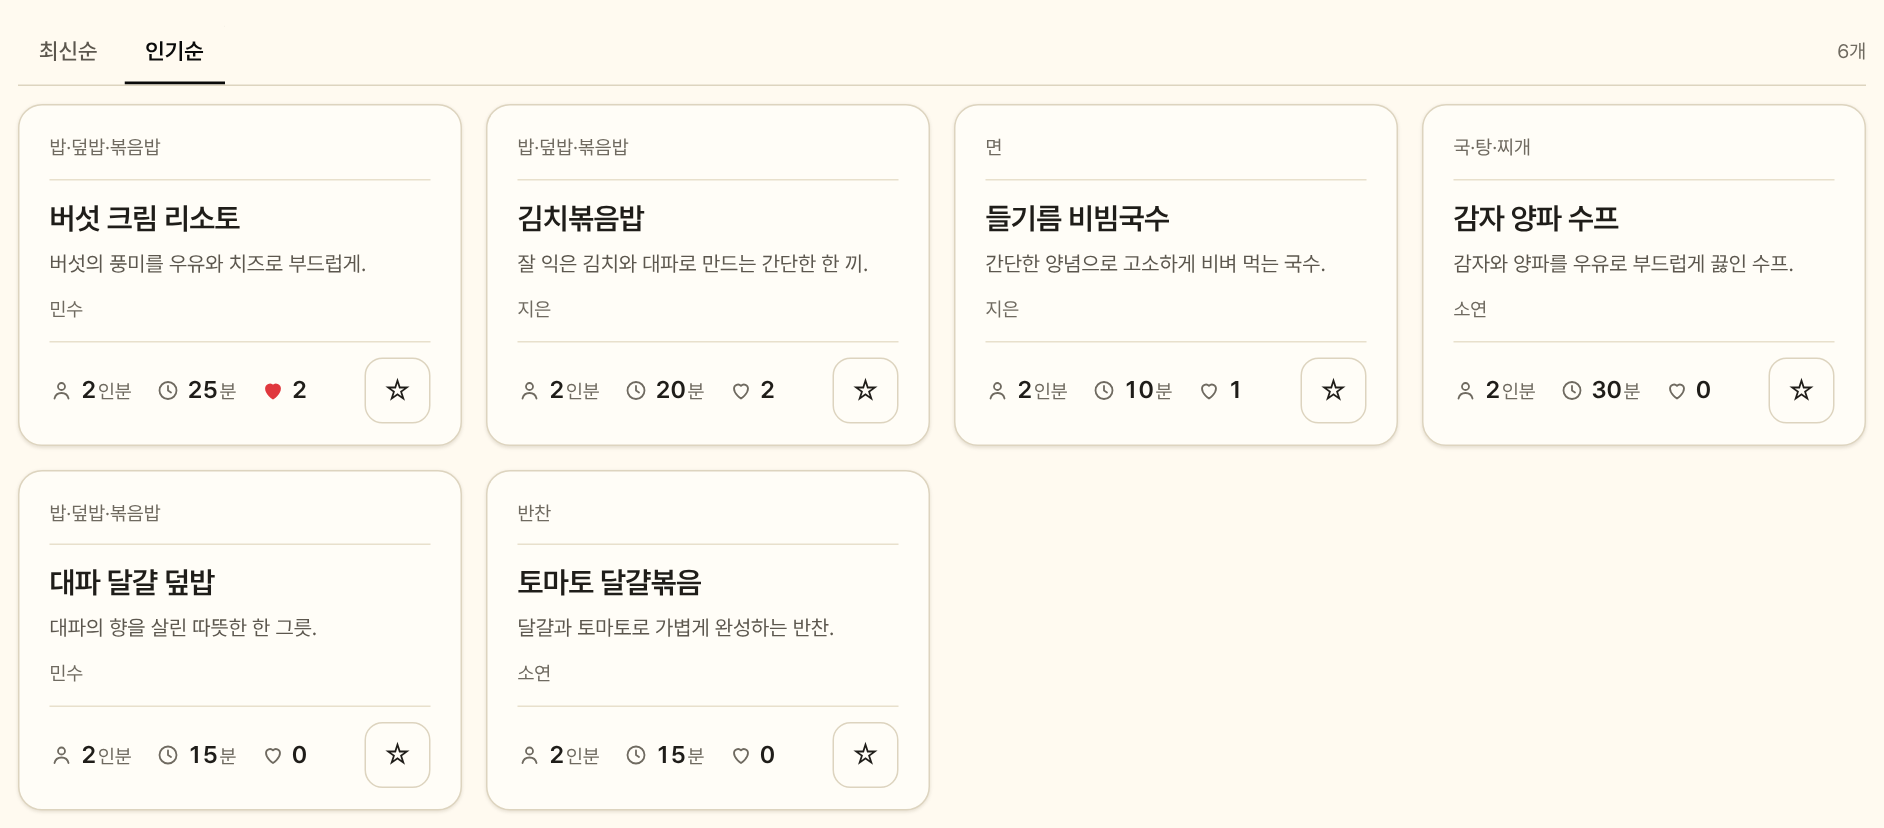 최신순 인기순 6개
밥·덮밥·볶음밥
버섯 크림 리소토
버섯의 풍미를 우유와 치즈로 부드럽게.
민수
2인분 25분 2
밥·덮밥·볶음밥
김치볶음밥
잘 익은 김치와 대파로 만드는 간단한 한 끼.
지은
2인분 20분 2
면
들기름 비빔국수
간단한 양념으로 고소하게 비벼 먹는 국수.
지은
2인분 10분 1
국·탕·찌개
감자 양파 수프
감자와 양파를 우유로 부드럽게 끓인 수프.
소연
2인분 30분 0
밥·덮밥·볶음밥
대파 달걀 덮밥
대파의 향을 살린 따뜻한 한 그릇.
민수
2인분 15분 0
반찬
토마토 달걀볶음
달걀과 토마토로 가볍게 완성하는 반찬.
소연
2인분 15분 0